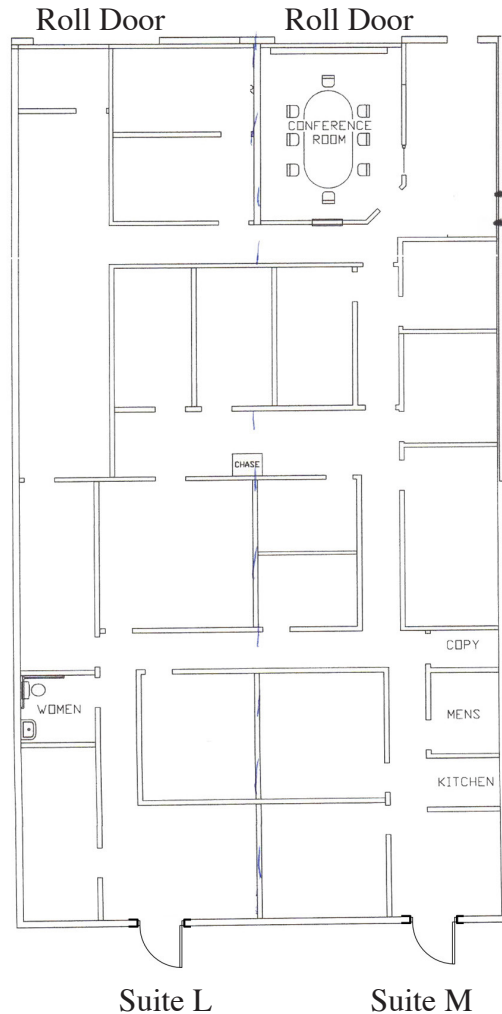 Roll Door Roll Door
CONFERENCE
ROOM
CHASE
COPY
WOMEN
MENS
KITCHEN
Suite L Suite M